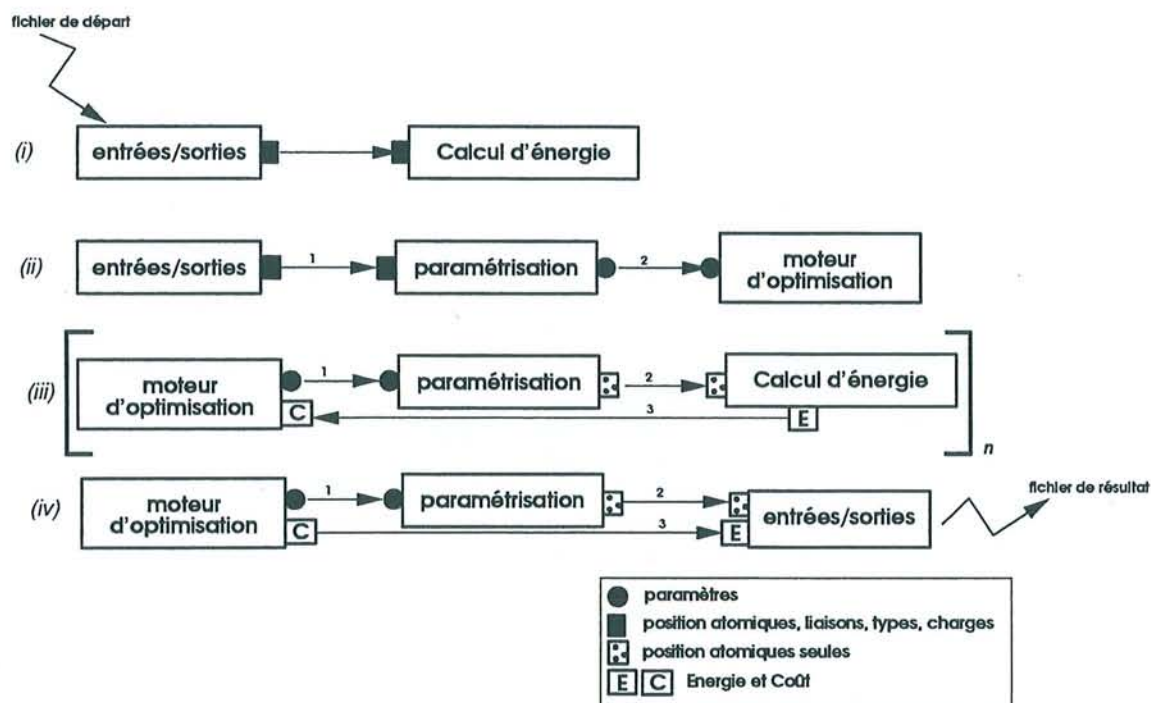 fichier de départ
(i) entrées/sorties Calcul d'énergie
(ii) entrées/sorties 1 paramétrisation 2 moteur
d'optimisation
(iii) moteur
d'optimisation 1 paramétrisation 2 Calcul d'énergie
C 3 E
n
(iv) moteur
d'optimisation 1 paramétrisation 2 entrées/sorties
C 3 E
fichier de résultat
paramètres
position atomiques, liaisons, types, charges
position atomiques seules
E C Energie et Coût